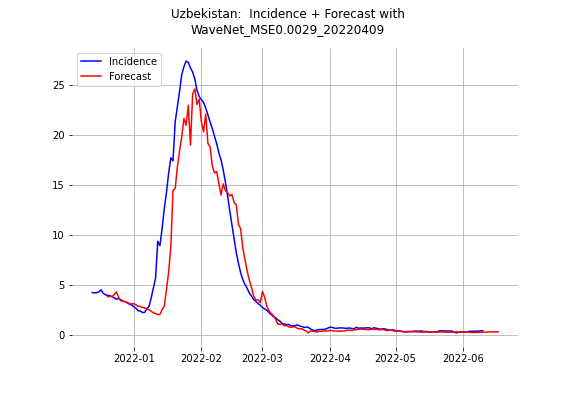 Uzbekistan:  Incidence + Forecast with
WaveNet_MSE0.0029_20220409
Incidence
Forecast
25
20
15
10
5
0
2022-01 2022-02 2022-03 2022-04 2022-05 2022-06